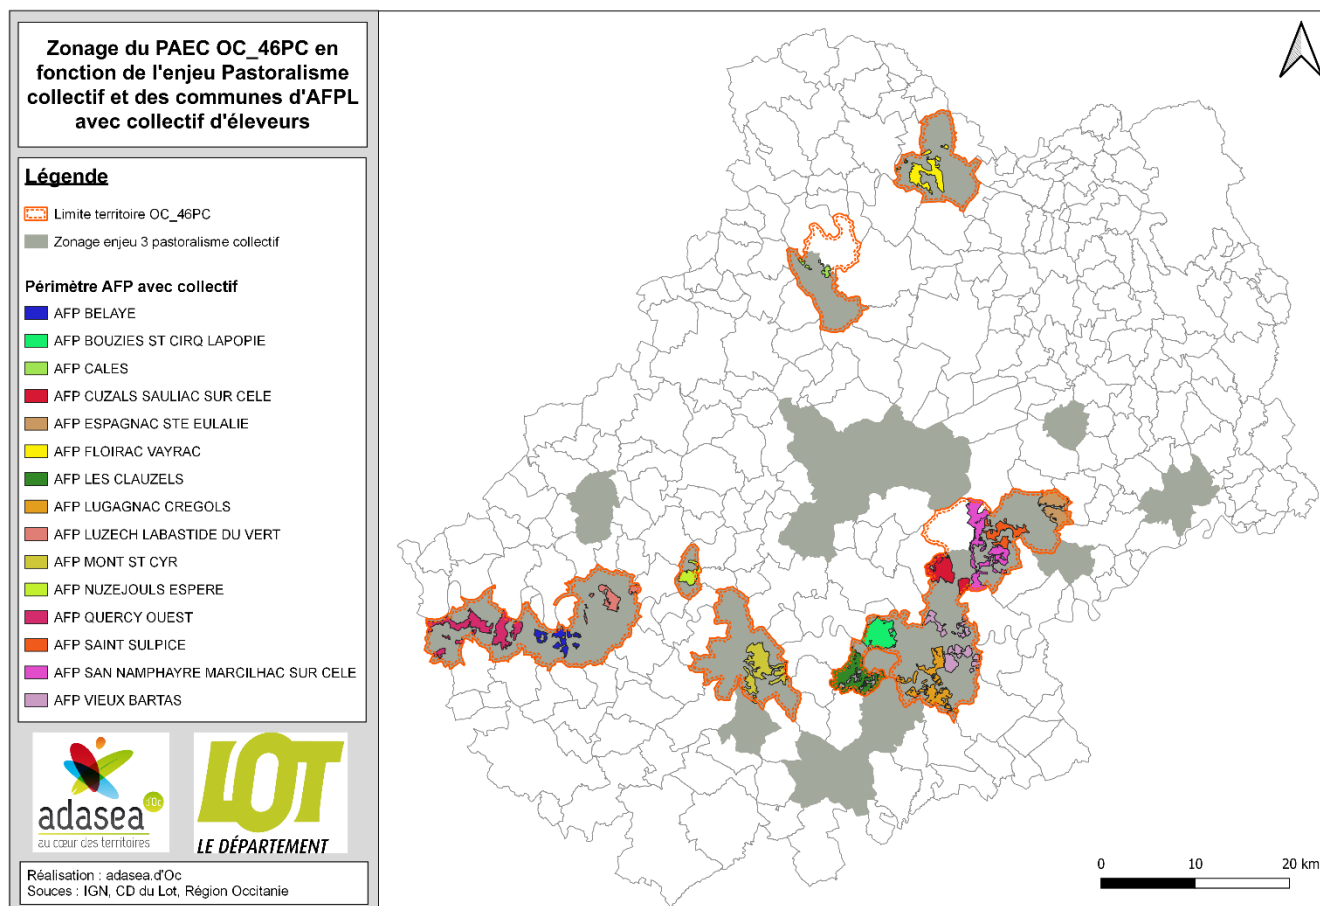 Zonage du PAEC OC_46PC en
fonction de l'enjeu Pastoralisme
collectif et des communes d'AFPL
avec collectif d'éleveurs
Légende
Limite territoire OC_46PC
Zonage enjeu 3 pastoralisme collectif
Périmètre AFP avec collectif
AFP BELAYE
AFP BOUZIES ST CIRQ LAPOPIE
AFP CALES
AFP CUZALS SAULIAC SUR CELE
AFP ESPAGNAC STE EULALIE
AFP FLOIRAC VAYRAC
AFP LES CLAUZELS
AFP LUGAGNAC CREGOLS
AFP LUZECH LABASTIDE DU VERT
AFP MONT ST CYR
AFP NUZEJOULS ESPERE
AFP QUERCY OUEST
AFP SAINT SULPICE
AFP SAN NAMPHAYRE MARCILHAC SUR CELE
AFP VIEUX BARTAS
adasea d'Oc
au cœur des territoires
LOT
LE DÉPARTEMENT
Réalisation : adasea.d'Oc
Souces : IGN, CD du Lot, Région Occitanie
0 10 20 km